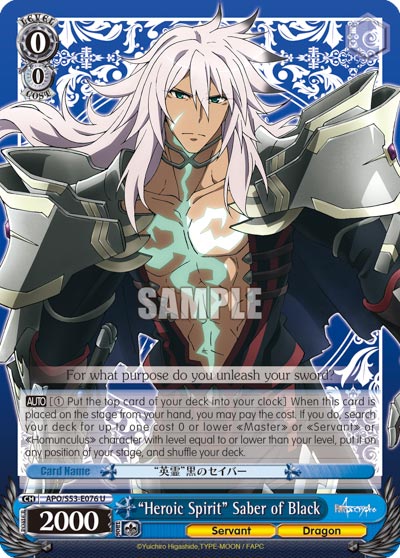 LEVEL
0
0
COST
SAMPLE
For what purpose do you unleash your sword?
AUTO [① Put the top card of your deck into your clock] When this card is
placed on the stage from your hand, you may pay the cost. If you do, search
your deck for up to one cost 0 or lower «Master» or «Servant» or
«Homunculus» character with level equal to or lower than your level, put it on
any position of your stage, and shuffle your deck.
Card Name
“英霊”黒のセイバー
CH APO/S53-E076 U
“Heroic Spirit” Saber of Black
POWER
2000
SOUL
Servant
Dragon
©Yuichiro Higashide,TYPE-MOON / FAPC